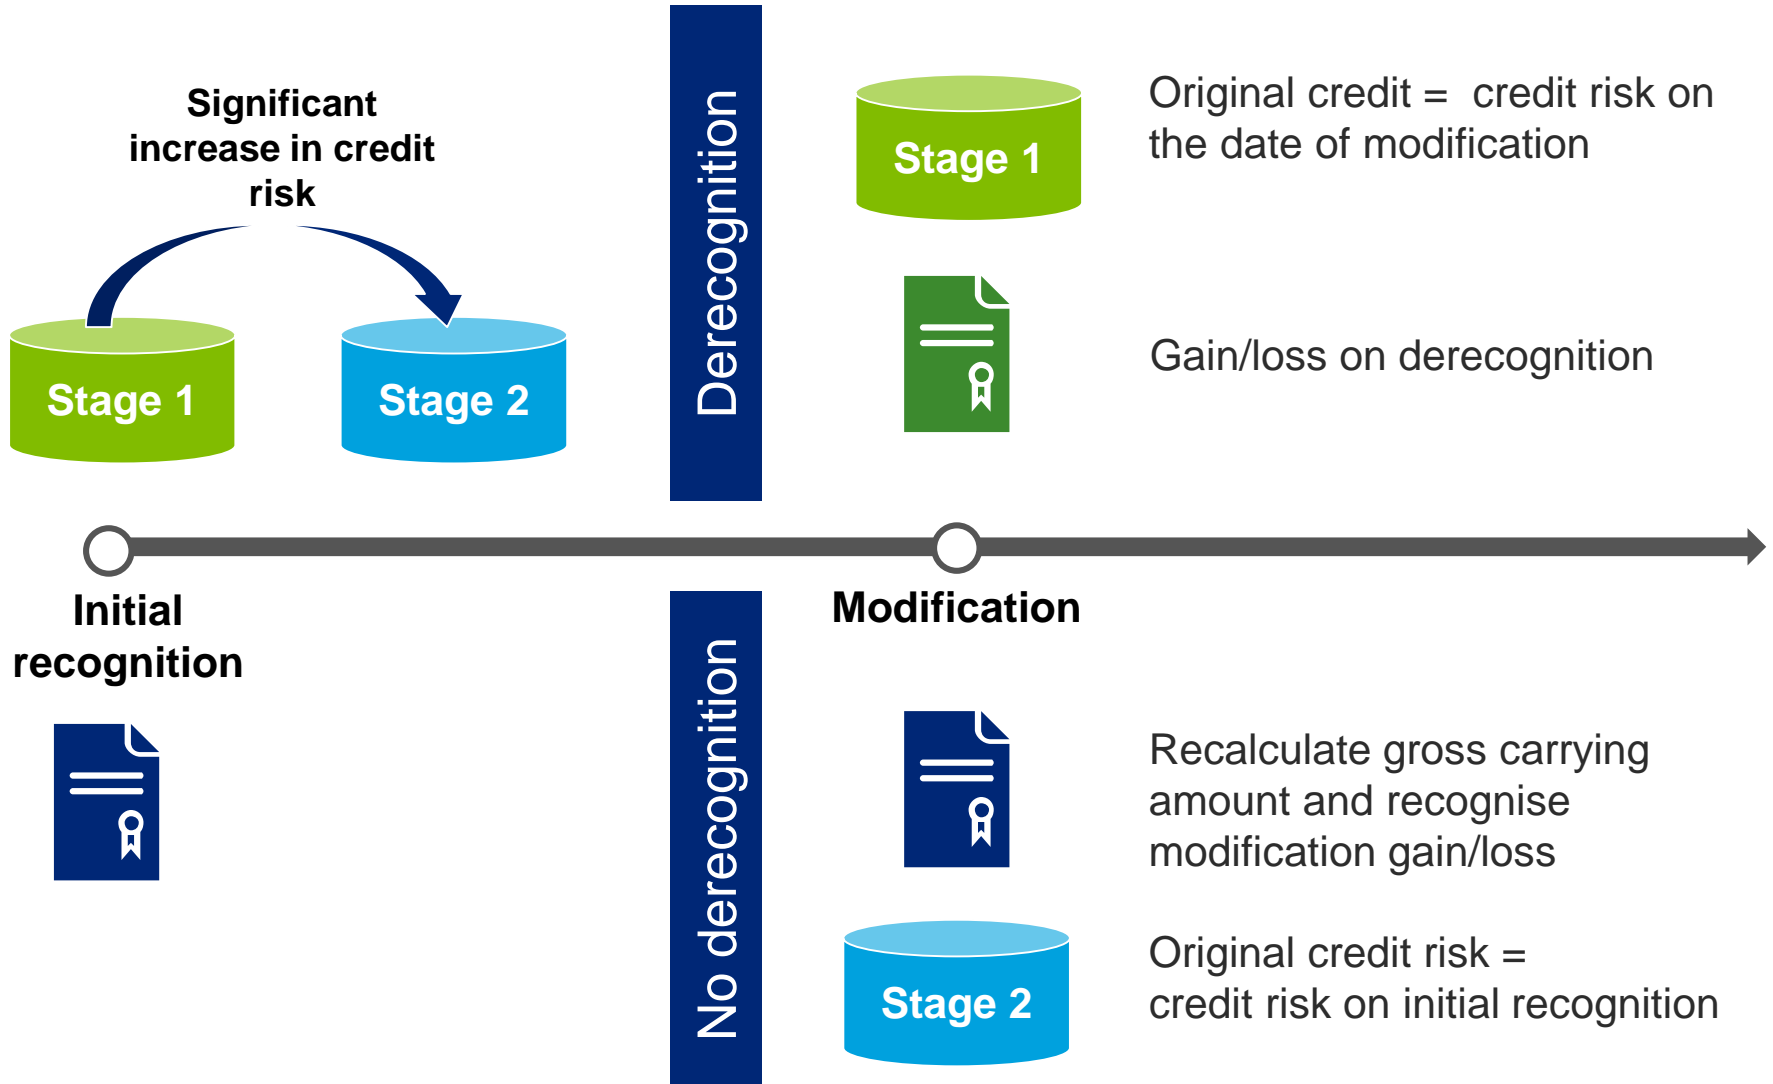 Significant
increase in credit
risk
Stage 1
Stage 2
Derecognition
Stage 1
Original credit =  credit risk on
the date of modification
Gain/loss on derecognition
Initial
recognition
Modification
No derecognition
Recalculate gross carrying
amount and recognise
modification gain/loss
Stage 2
Original credit risk =
credit risk on initial recognition